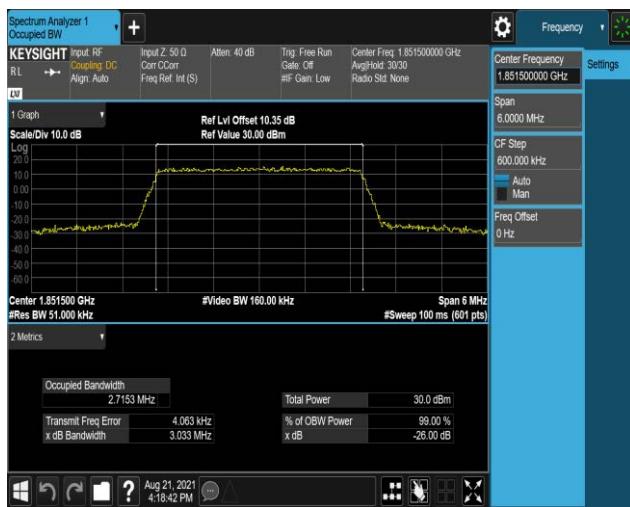 Spectrum Analyzer 1
Occupied BW
Frequency
KEYSIGHT
RL
LXI
Input: RF
Coupling: DC
Align: Auto
Input Z: 50 Ω
Corr CCorr
Freq Ref: Int (S)
Atten: 40 dB
Trig: Free Run
Gate: Off
#IF Gain: Low
Center Freq: 1.851500000 GHz
Avg|Hold: 30/30
Radio Std: None
Center Frequency
1.851500000 GHz
Settings
Span
6.0000 MHz
CF Step
600.000 kHz
Auto
Man
Freq Offset
0 Hz
1 Graph
Scale/Div 10.0 dB
Ref Lvl Offset 10.35 dB
Ref Value 30.00 dBm
Log
20.0
10.0
0.00
-10.0
-20.0
-30.0
-40.0
-50.0
-60.0
Center 1.851500 GHz
#Video BW 160.00 kHz
Span 6 MHz
#Res BW 51.000 kHz
#Sweep 100 ms (601 pts)
2 Metrics
Occupied Bandwidth
2.7153 MHz
Total Power 30.0 dBm
Transmit Freq Error 4.063 kHz
% of OBW Power 99.00 %
x dB Bandwidth 3.033 MHz
x dB -26.00 dB
?
Aug 21, 2021
4:18:42 PM